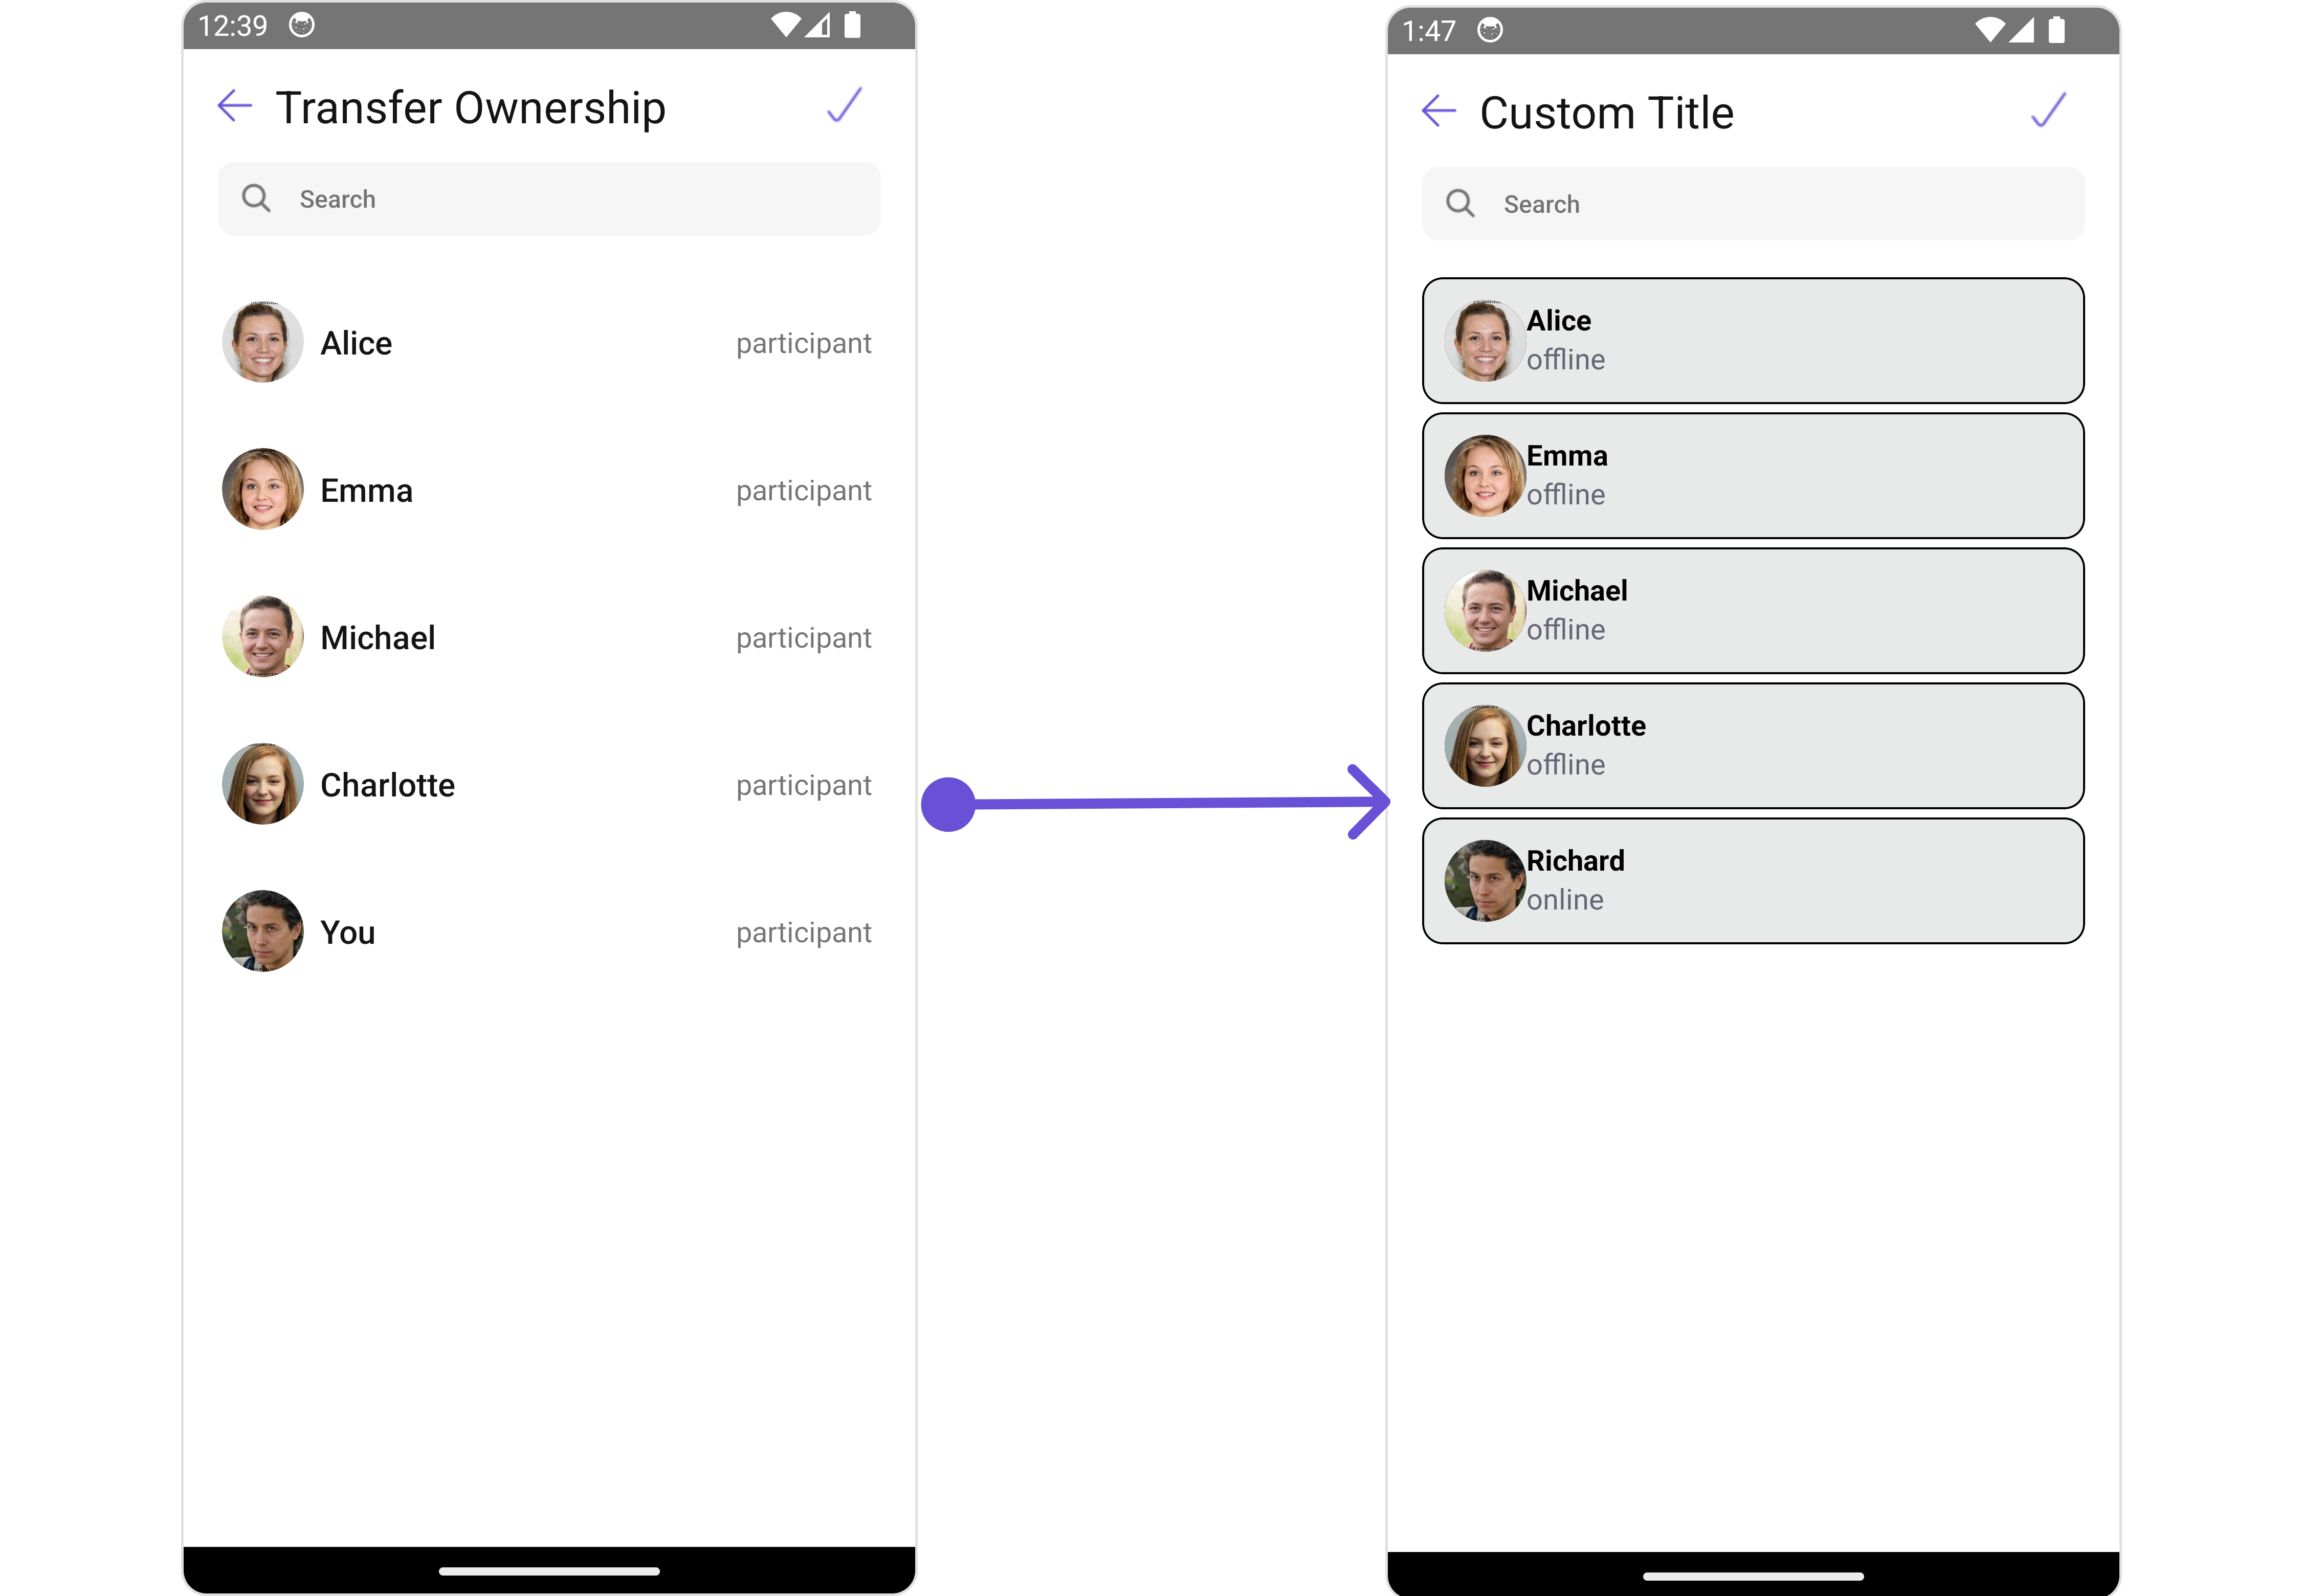 12:39
Transfer Ownership
Search
Alice participant
Emma participant
Michael participant
Charlotte participant
You participant
1:47
Custom Title
Search
Alice
offline
Emma
offline
Michael
offline
Charlotte
offline
Richard
online